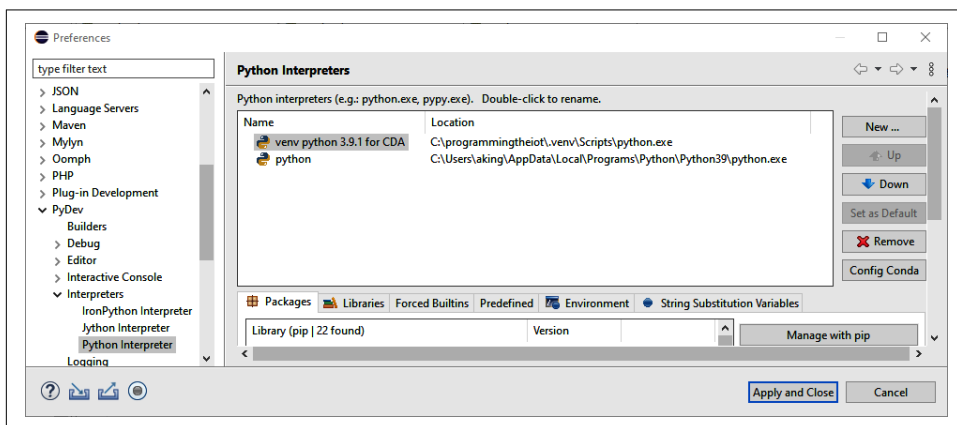 Preferences
type filter text
JSON
Language Servers
Maven
Mylyn
Oomph
PHP
Plug-in Development
PyDev
Builders
Debug
Editor
Interactive Console
Interpreters
IronPython Interpreter
Jython Interpreter
Python Interpreter
Logging
Python Interpreters
Python interpreters (e.g.: python.exe, pypy.exe). Double-click to rename.
Name Location
venv python 3.9.1 for CDA C:\programmingtheiot\.venv\Scripts\python.exe
python C:\Users\aking\AppData\Local\Programs\Python\Python39\python.exe
New ...
Up
Down
Set as Default
Remove
Config Conda
Packages Libraries Forced Builtins Predefined Environment String Substitution Variables
Library (pip | 22 found) Version
Manage with pip
Apply and Close Cancel